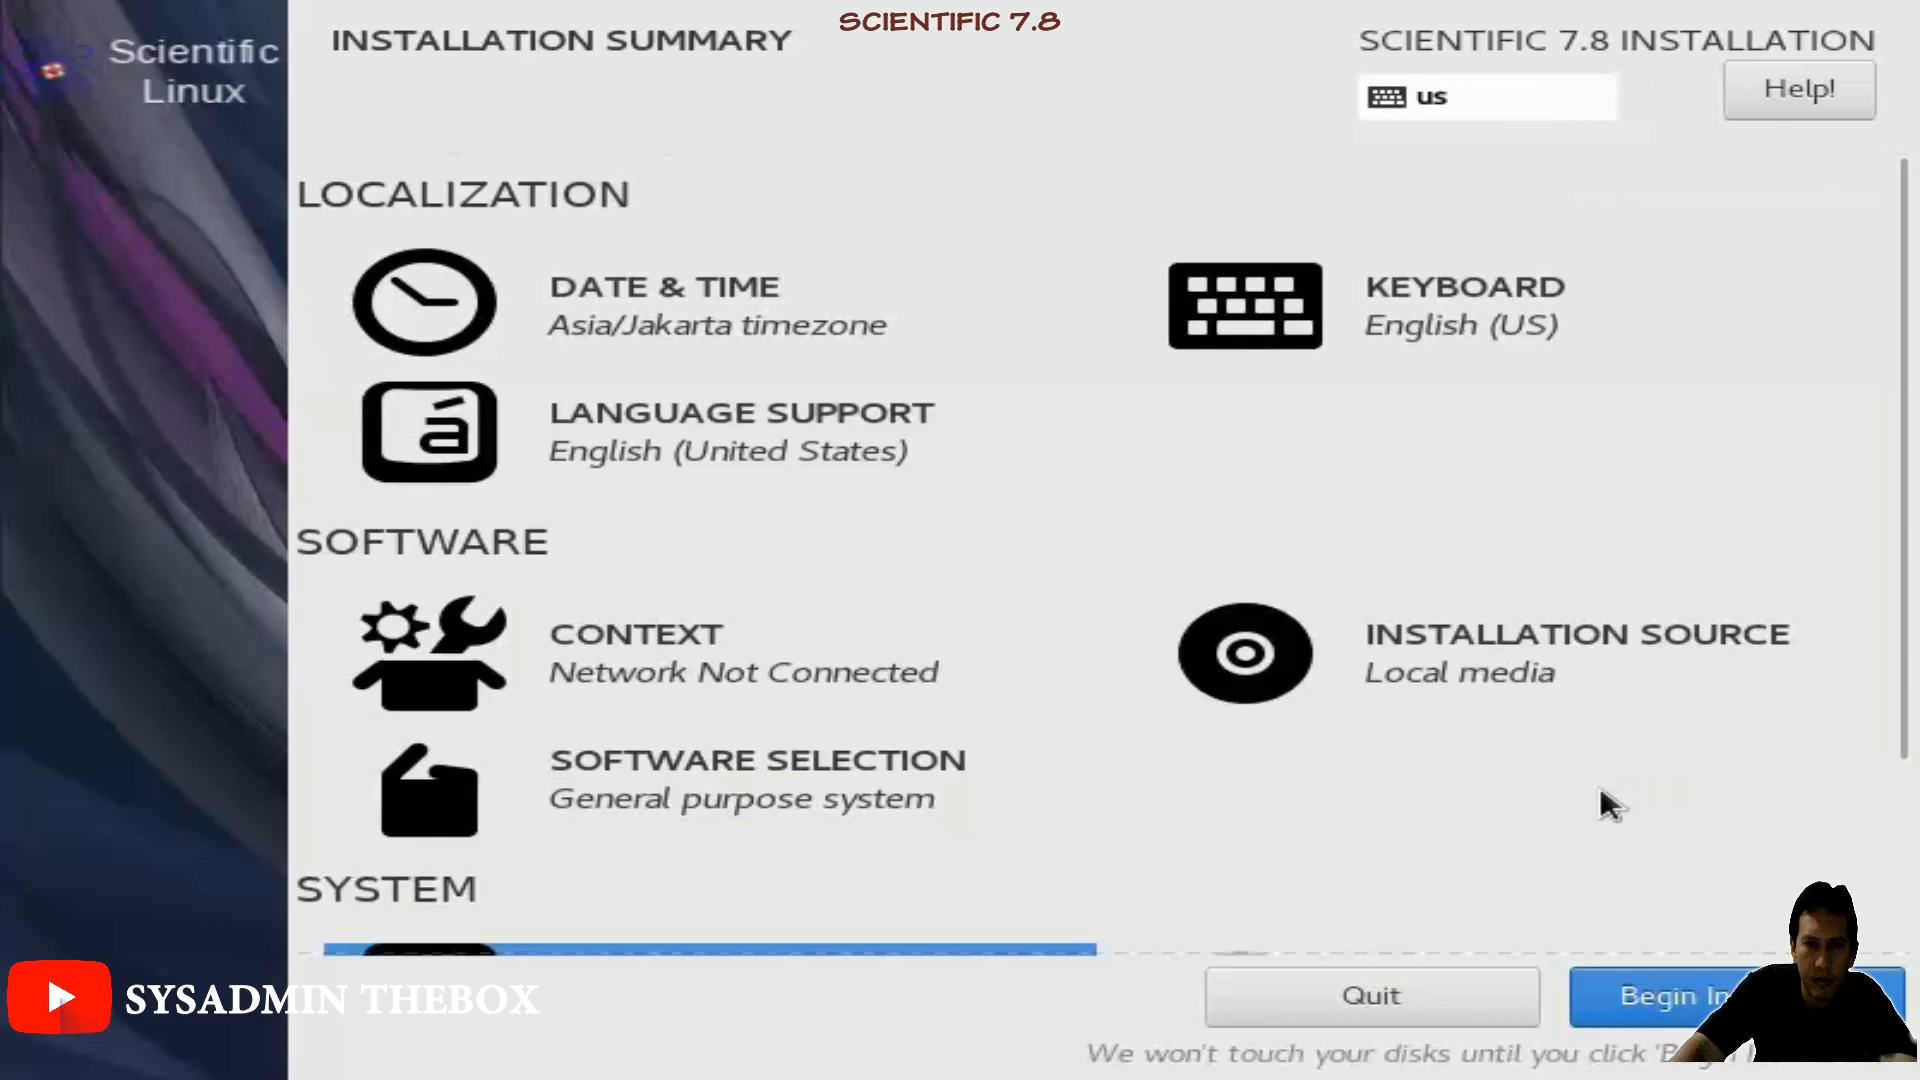 SCIENTIFIC 7.8
Scientific
Linux
INSTALLATION SUMMARY
SCIENTIFIC 7.8 INSTALLATION
us
Help!
LOCALIZATION
DATE & TIME
Asia/Jakarta timezone
KEYBOARD
English (US)
á
LANGUAGE SUPPORT
English (United States)
SOFTWARE
CONTEXT
Network Not Connected
INSTALLATION SOURCE
Local media
SOFTWARE SELECTION
General purpose system
SYSTEM
SYSADMIN THEBOX
Quit
Begin
We won't touch your disks until you click